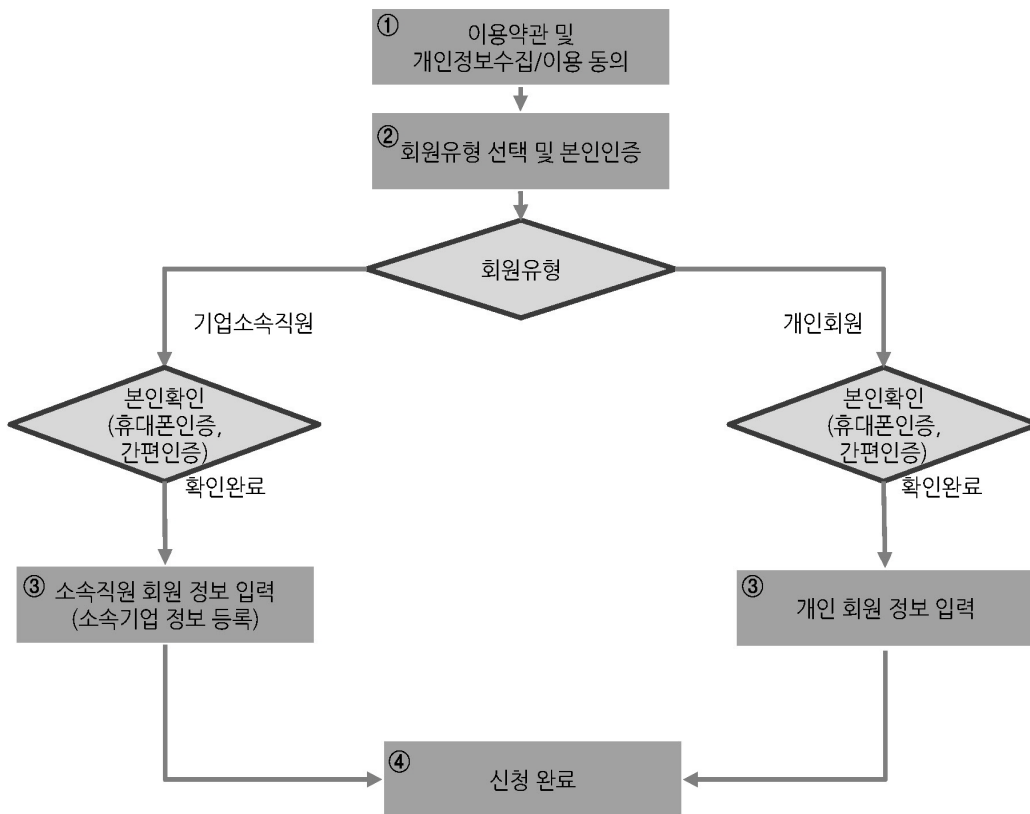 ①
이용약관 및
개인정보수집/이용 동의
②
회원유형 선택 및 본인인증
회원유형
기업소속직원
개인회원
본인확인
(휴대폰인증,
간편인증)
확인완료
본인확인
(휴대폰인증,
간편인증)
확인완료
③ 소속직원 회원 정보 입력
(소속기업 정보 등록)
③
개인 회원 정보 입력
④
신청 완료